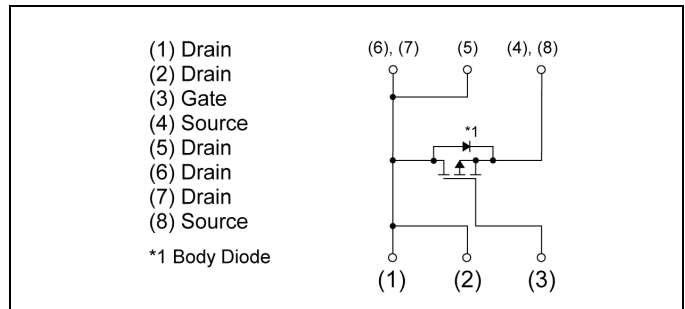 (1) Drain
(2) Drain
(3) Gate
(4) Source
(5) Drain
(6) Drain
(7) Drain
(8) Source
*1 Body Diode
(6), (7) (5) (4), (8)
*1
(1) (2) (3)